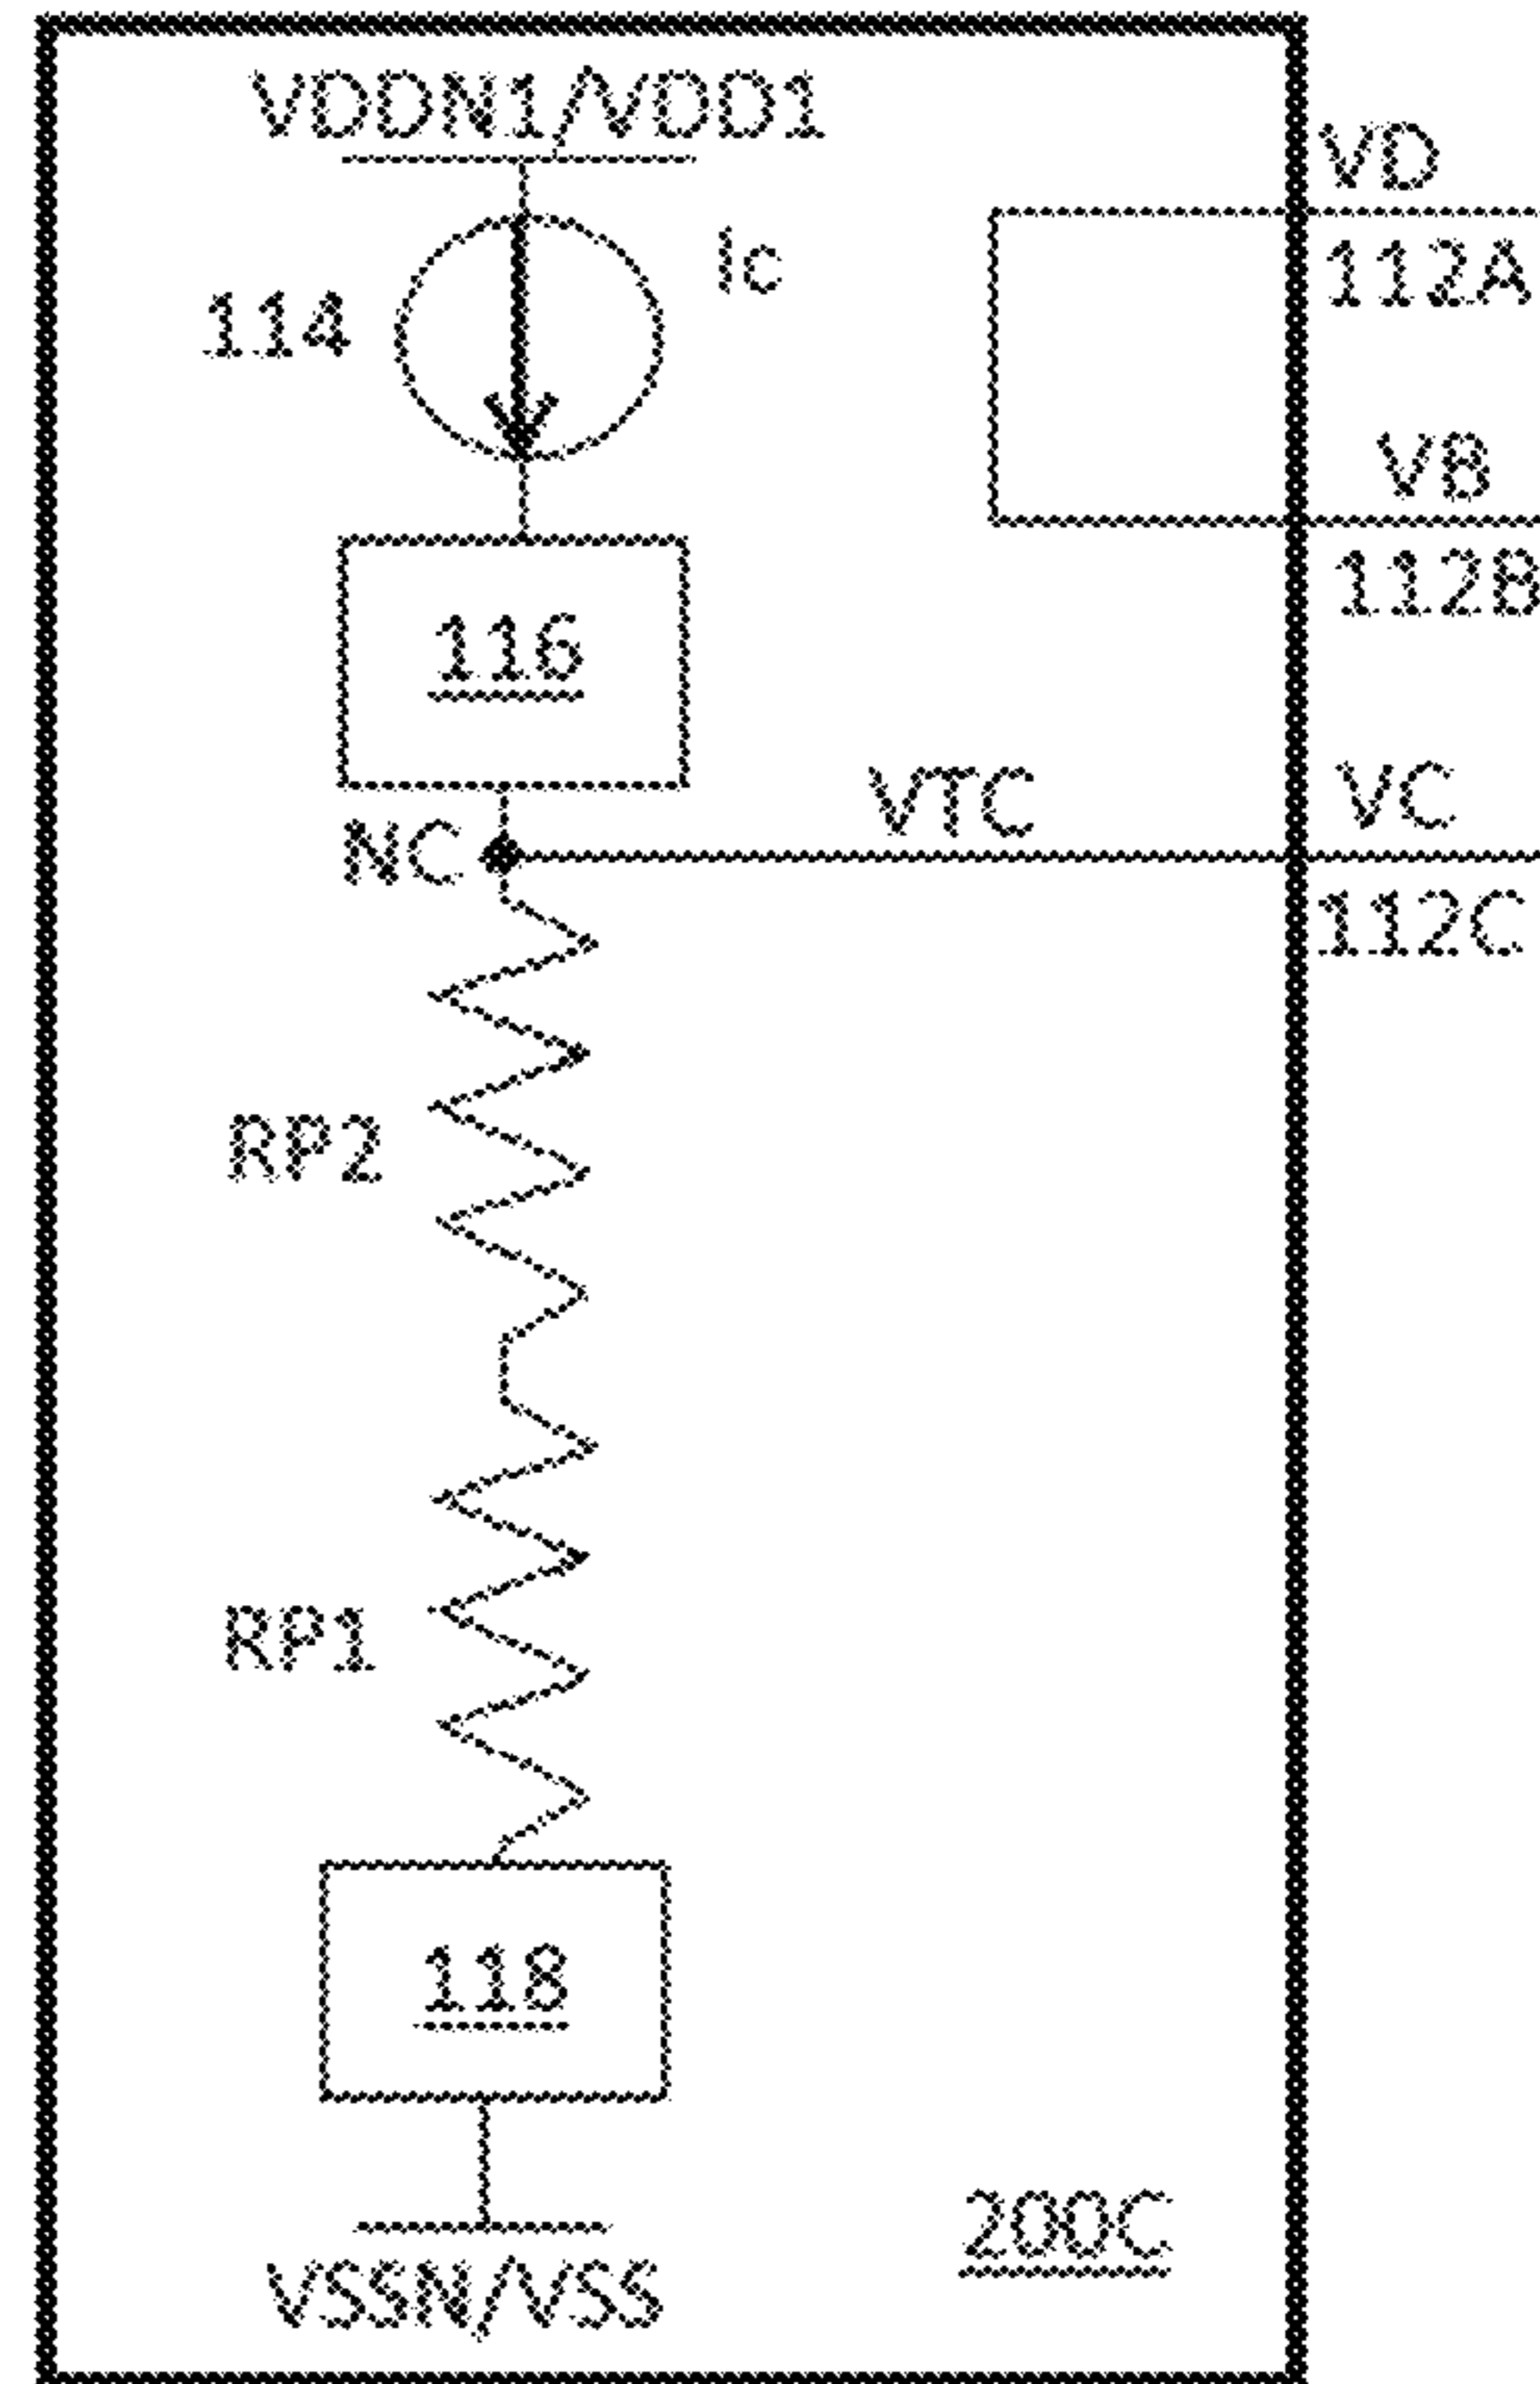 VDDN1/VDD1
VD
Ic
112A
114
VB
112B
116
VTC
VC
NC
112C
RP2
RP1
118
200C
VSSN/VSS